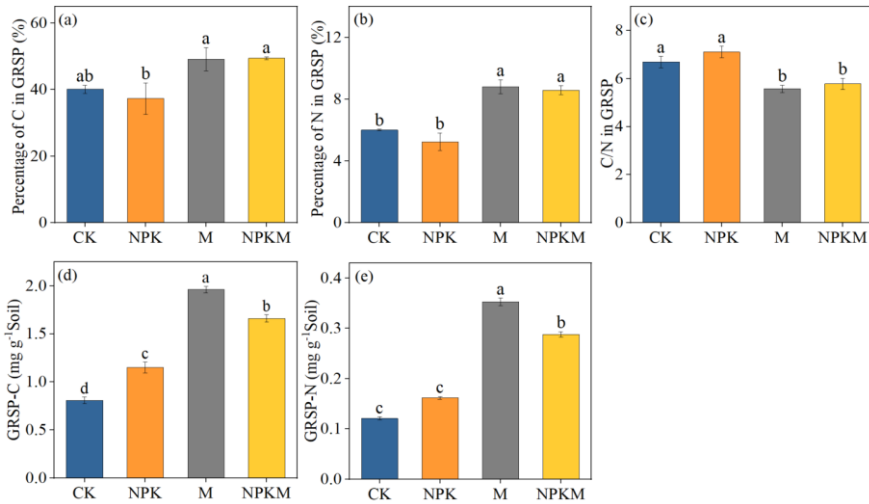 (a)
Percentage of C in GRSP (%)
60
40
20
0
ab
b
a
a
CK NPK M NPKM
(b)
Percentage of N in GRSP (%)
12
8
4
0
b
b
a
a
CK NPK M NPKM
(c)
C/N in GRSP
8
6
4
2
0
a
a
b
b
CK NPK M NPKM
(d)
GRSP-C (mg g⁻¹Soil)
2.0
1.5
1.0
0.5
0.0
d
c
a
b
CK NPK M NPKM
(e)
GRSP-N (mg g⁻¹Soil)
0.4
0.3
0.2
0.1
0.0
c
c
a
b
CK NPK M NPKM